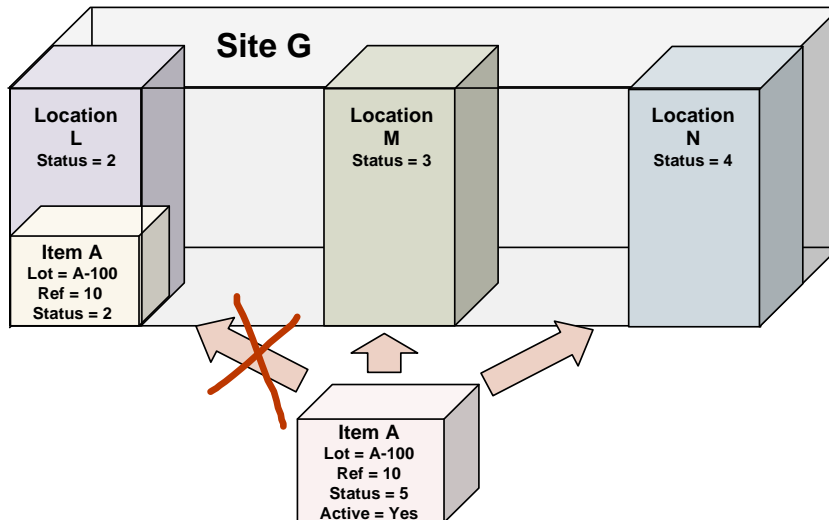 Site G
Location
L
Status = 2
Location
M
Status = 3
Location
N
Status = 4
Item A
Lot = A-100
Ref = 10
Status = 2
Item A
Lot = A-100
Ref = 10
Status = 5
Active = Yes